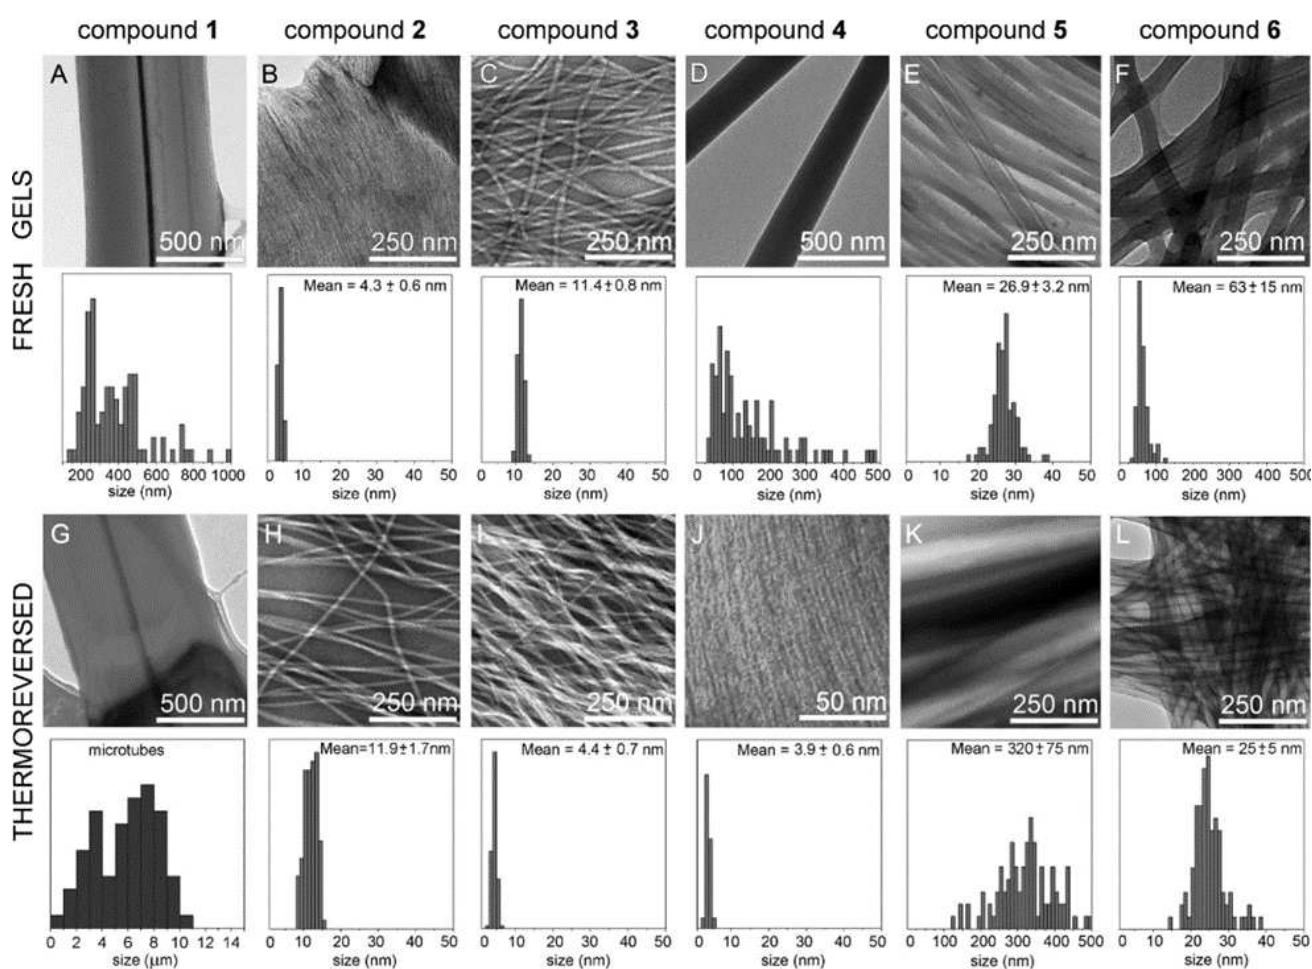 compound 1 compound 2 compound 3 compound 4 compound 5 compound 6
FRESH GELS
A B C D E F
500 nm 250 nm 250 nm 500 nm 250 nm 250 nm
Mean = 4.3 ± 0.6 nm Mean = 11.4 ± 0.8 nm Mean = 26.9 ± 3.2 nm Mean = 63 ± 15 nm
200 400 600 800 1000 0 10 20 30 40 50 0 10 20 30 40 50 0 100 200 300 400 500 0 10 20 30 40 50 0 100 200 300 400 500
size (nm) size (nm) size (nm) size (nm) size (nm) size (nm)
THERMOREVERSED
G H I J K L
500 nm 250 nm 250 nm 50 nm 250 nm 250 nm
microtubes Mean=11.9±1.7nm Mean = 4.4 ± 0.7 nm Mean = 3.9 ± 0.6 nm Mean = 320 ± 75 nm Mean = 25 ± 5 nm
0 2 4 6 8 10 14 0 10 20 30 40 50 0 10 20 30 40 50 0 10 20 30 40 50 0 100 200 300 400 500 0 10 20 30 40 50
size (μm) size (nm) size (nm) size (nm) size (nm) size (nm)